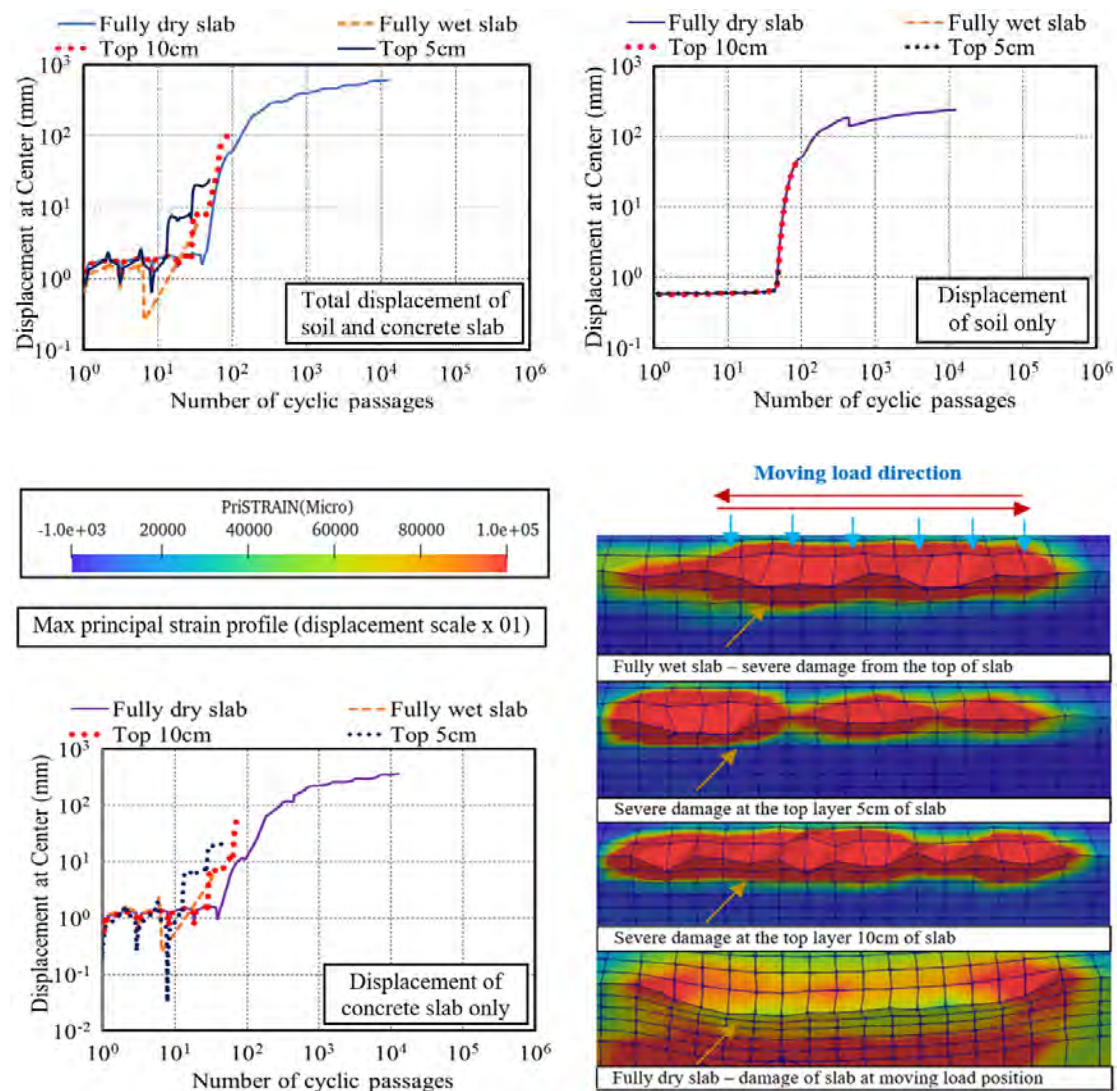 Fully dry slab
Fully wet slab
Top 10cm
Top 5cm
Displacement at Center (mm)
10³
10²
10¹
10⁰
10⁻¹
Total displacement of
soil and concrete slab
10⁰ 10¹ 10² 10³ 10⁴ 10⁵ 10⁶
Number of cyclic passages
Fully dry slab
Fully wet slab
Top 10cm
Top 5cm
Displacement at Center (mm)
10³
10²
10¹
10⁰
10⁻¹
Displacement
of soil only
10⁰ 10¹ 10² 10³ 10⁴ 10⁵ 10⁶
Number of cyclic passages
PriSTRAIN(Micro)
-1.0e+03 20000 40000 60000 80000 1.0e+05
Max principal strain profile (displacement scale x 01)
Fully dry slab
Fully wet slab
Top 10cm
Top 5cm
Displacement at Center (mm)
10³
10²
10¹
10⁰
10⁻¹
10⁻²
Displacement of
concrete slab only
10⁰ 10¹ 10² 10³ 10⁴ 10⁵ 10⁶
Number of cyclic passages
Moving load direction
Fully wet slab – severe damage from the top of slab
Severe damage at the top layer 5cm of slab
Severe damage at the top layer 10cm of slab
Fully dry slab – damage of slab at moving load position